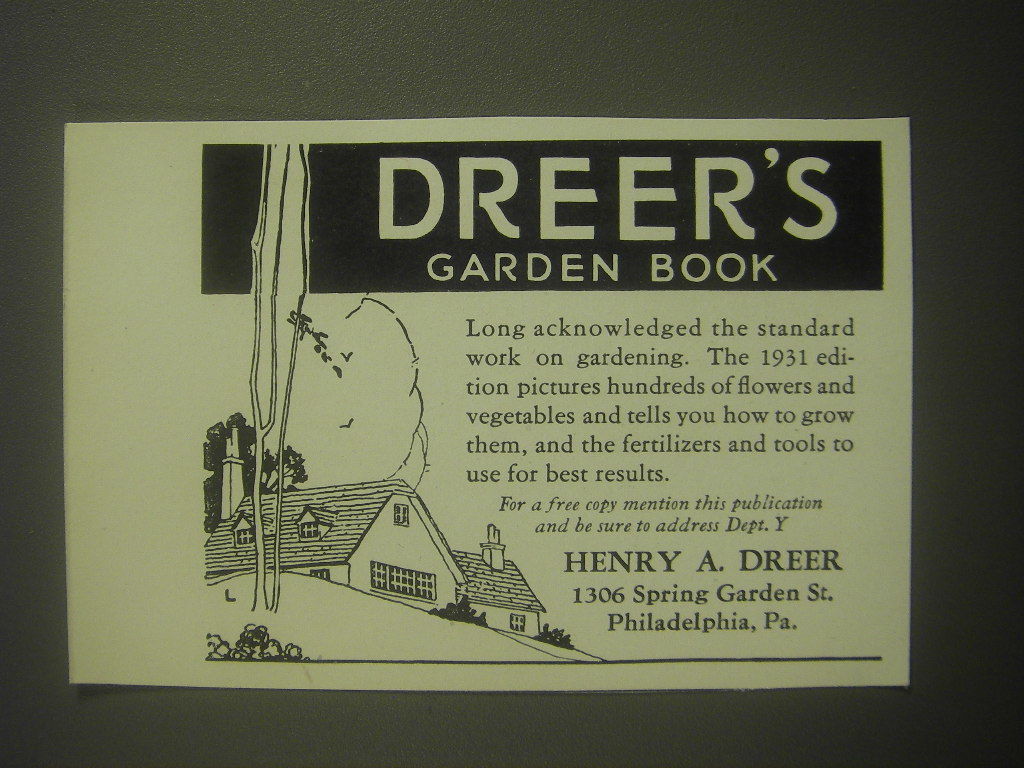 DREER'S
GARDEN BOOK
Long acknowledged the standard
work on gardening. The 1931 edi-
tion pictures hundreds of flowers and
vegetables and tells you how to grow
them, and the fertilizers and tools to
use for best results.
For a free copy mention this publication
and be sure to address Dept. Y
HENRY A. DREER
1306 Spring Garden St.
Philadelphia, Pa.
L